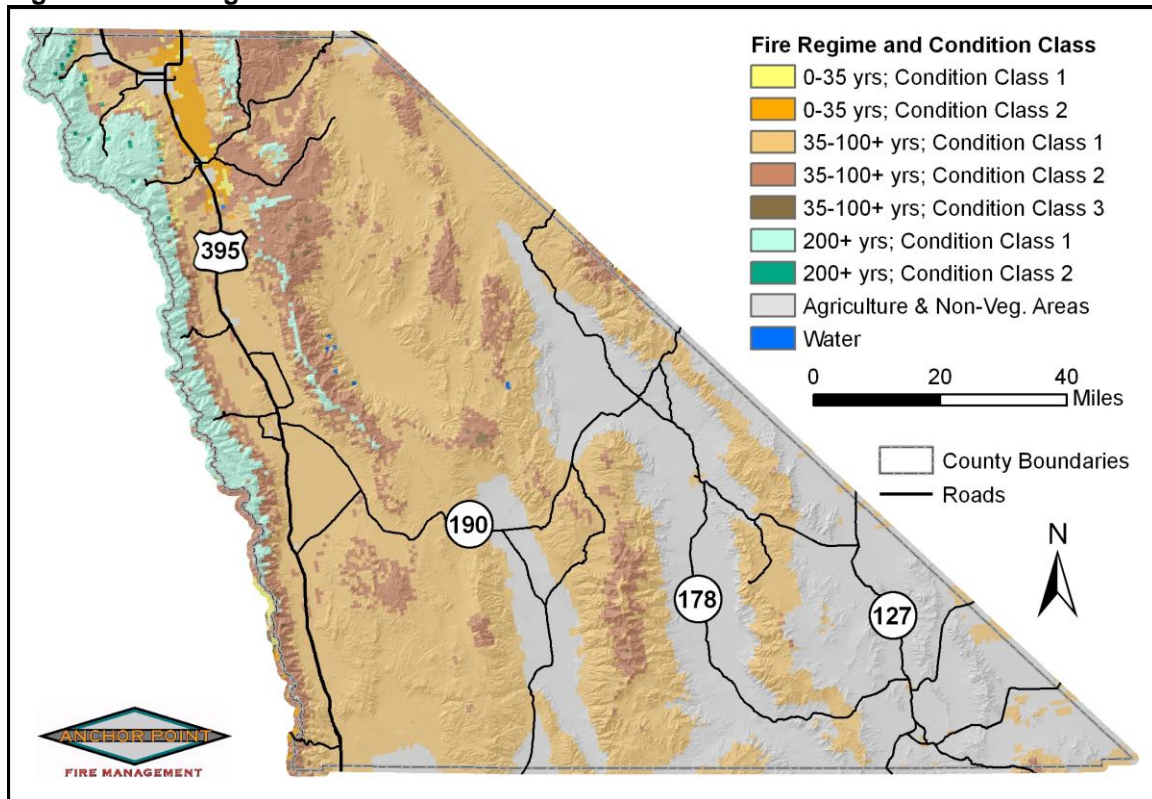 Fire Regime and Condition Class
0-35 yrs; Condition Class 1
0-35 yrs; Condition Class 2
35-100+ yrs; Condition Class 1
35-100+ yrs; Condition Class 2
35-100+ yrs; Condition Class 3
200+ yrs; Condition Class 1
200+ yrs; Condition Class 2
Agriculture & Non-Veg. Areas
Water
0 20 40
Miles
County Boundaries
Roads
N
395
190
178
127
ANCHOR POINT
FIRE MANAGEMENT